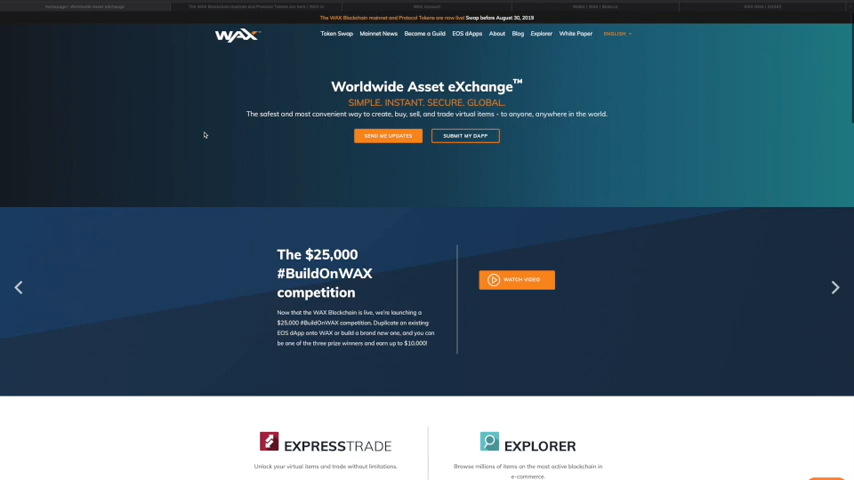 Homepage | Worldwide Asset eXchange
WAX Account
The WAX Blockchain mainnet and Protocol Tokens are now live! Swap before August 30, 2019
WAX
Token Swap Mainnet News Become a Guild EOS dApps About Blog Explorer White Paper ENGLISH
Worldwide Asset eXchange™
SIMPLE. INSTANT. SECURE. GLOBAL.
The safest and most convenient way to create, buy, sell, and trade virtual items - to anyone, anywhere in the world.
SEND ME UPDATES SUBMIT MY DAPP
The $25,000
#BuildOnWAX
competition
WATCH VIDEO
Now that the WAX Blockchain is live, we're launching a
$25,000 #BuildOnWAX competition. Duplicate an existing
EOS dApp onto WAX or build a brand new one, and you can
be one of the three prize winners and earn up to $10,000!
EXPRESSTRADE
Unlock your virtual items and trade without limitations.
EXPLORER
Browse millions of items on the most active blockchain in
e-commerce.